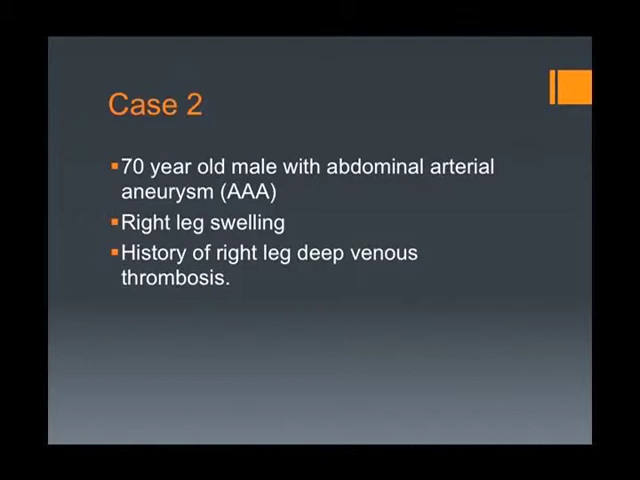 Case 2
70 year old male with abdominal arterial
aneurysm (AAA)
Right leg swelling
History of right leg deep venous
thrombosis.